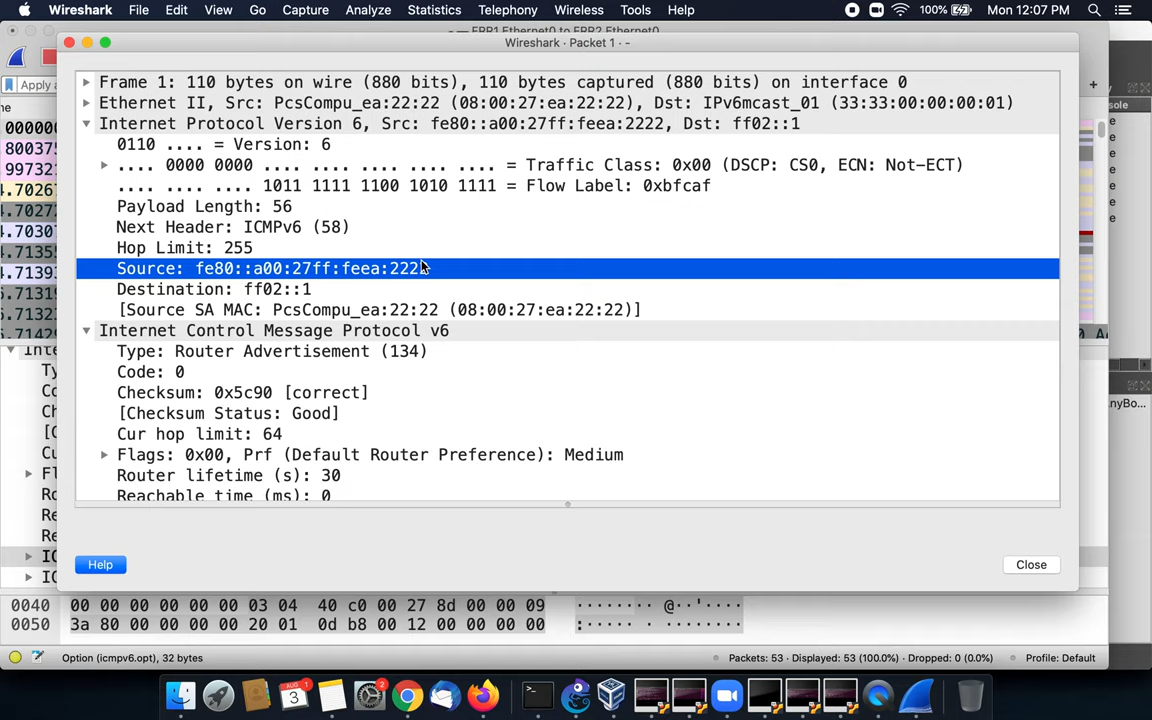 Wireshark File Edit View Go Capture Analyze Statistics Telephony Wireless Tools Help 100% Mon 12:07 PM
Wireshark · Packet 1 · -
Apply a
Frame 1: 110 bytes on wire (880 bits), 110 bytes captured (880 bits) on interface 0
Ethernet II, Src: PcsCompu_ea:22:22 (08:00:27:ea:22:22), Dst: IPv6mcast_01 (33:33:00:00:00:01)
Internet Protocol Version 6, Src: fe80::a00:27ff:feea:2222, Dst: ff02::1
0110 .... = Version: 6
.... 0000 0000 .... .... .... .... .... = Traffic Class: 0x00 (DSCP: CS0, ECN: Not-ECT)
.... .... .... 1011 1111 1100 1010 1111 = Flow Label: 0xbfcaf
Payload Length: 56
Next Header: ICMPv6 (58)
Hop Limit: 255
Source: fe80::a00:27ff:feea:222
Destination: ff02::1
[Source SA MAC: PcsCompu_ea:22:22 (08:00:27:ea:22:22)]
Internet Control Message Protocol v6
Type: Router Advertisement (134)
Code: 0
Checksum: 0x5c90 [correct]
[Checksum Status: Good]
Cur hop limit: 64
Flags: 0x00, Prf (Default Router Preference): Medium
Router lifetime (s): 30
Reachable time (ms): 0
Help Close
0040 00 00 00 00 00 00 03 04 40 c0 00 27 8d 00 00 09 ········ @··'····
0050 3a 80 00 00 00 00 20 01 0d b8 00 12 00 00 00 00 :····· · ········
Option (icmpv6.opt), 32 bytes Packets: 53 · Displayed: 53 (100.0%) · Dropped: 0 (0.0%) Profile: Default
AUG 3 1 2